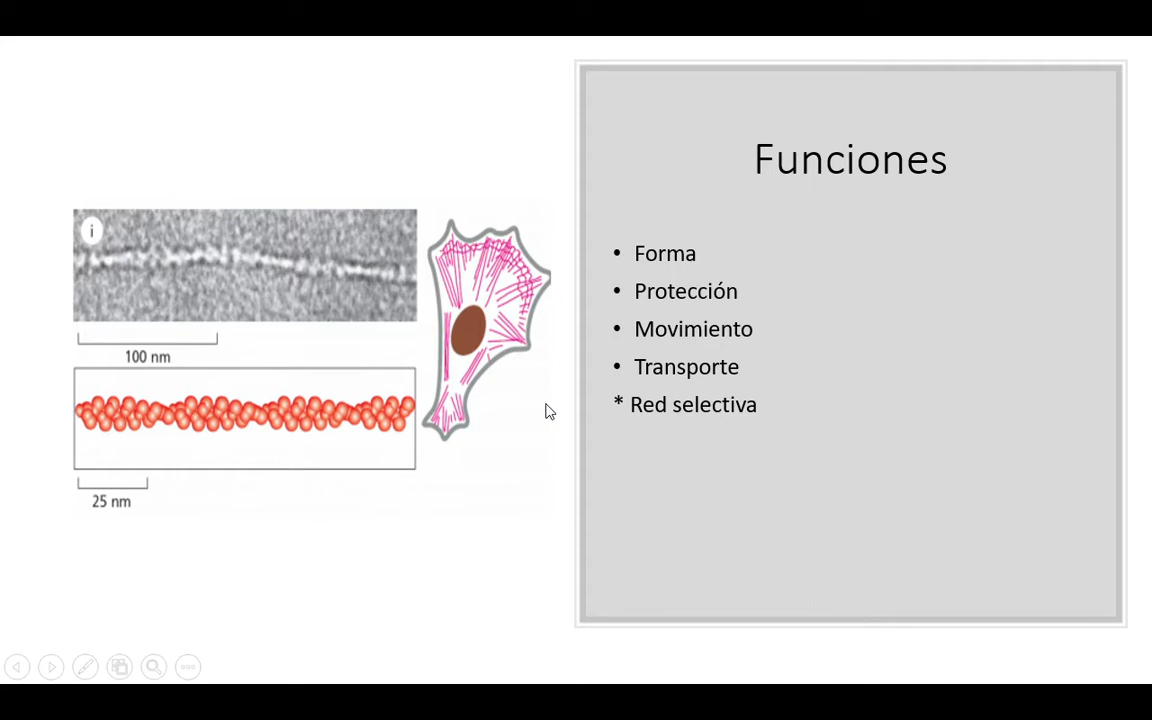 i
100 nm
25 nm
Funciones
• Forma
• Protección
• Movimiento
• Transporte
* Red selectiva